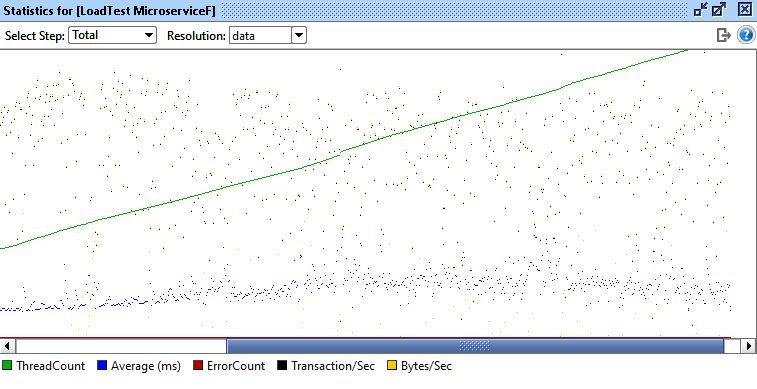 Statistics for [LoadTest MicroserviceF]
Select Step: Total Resolution: data
ThreadCount Average (ms) ErrorCount Transaction/Sec Bytes/Sec